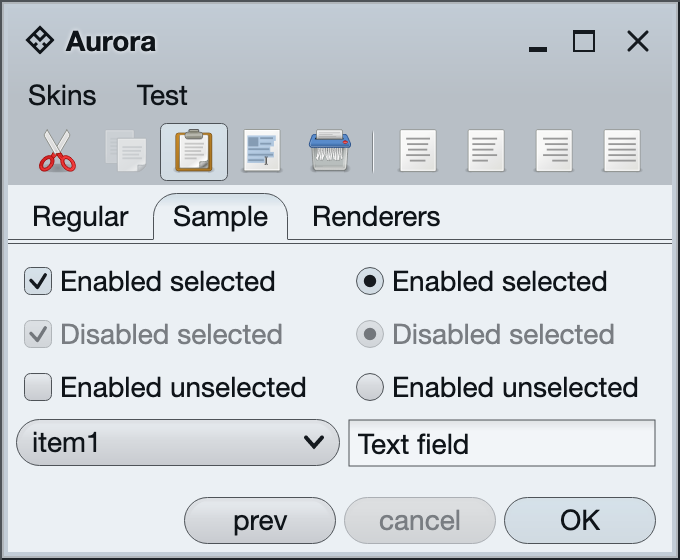 Aurora
Skins Test
Regular Sample Renderers
Enabled selected Enabled selected
Disabled selected Disabled selected
Enabled unselected Enabled unselected
item1 Text field
prev cancel OK